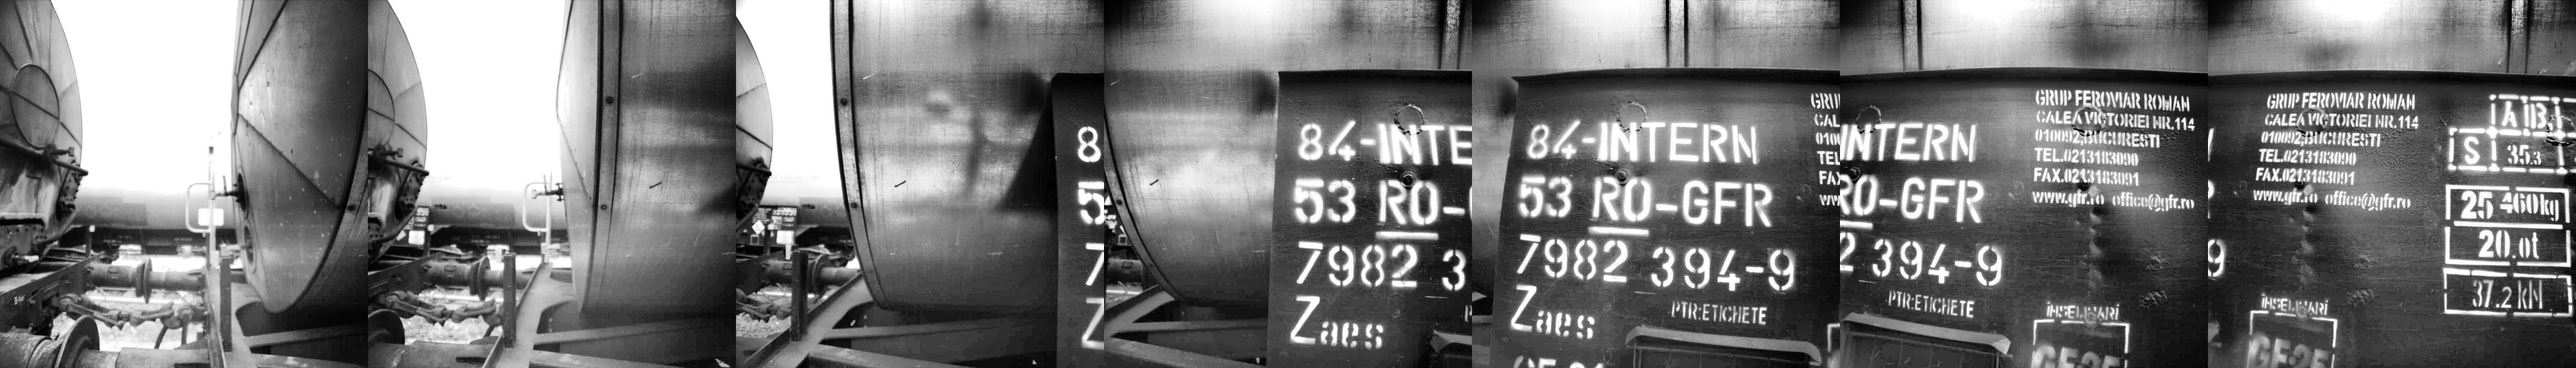 84-INTERN
53 RO-GFR
7982 394-9
Zaes
PTR:ETICHETE
GRUP FEROVIAR ROMAN
CALEA VICTORIEI NR.114
010092,BUCURESTI
TEL.0213183090
FAX.0213183091
www.gfr.ro office@gfr.ro
S 35.3
25 460kg
20.0t
37.2 kN